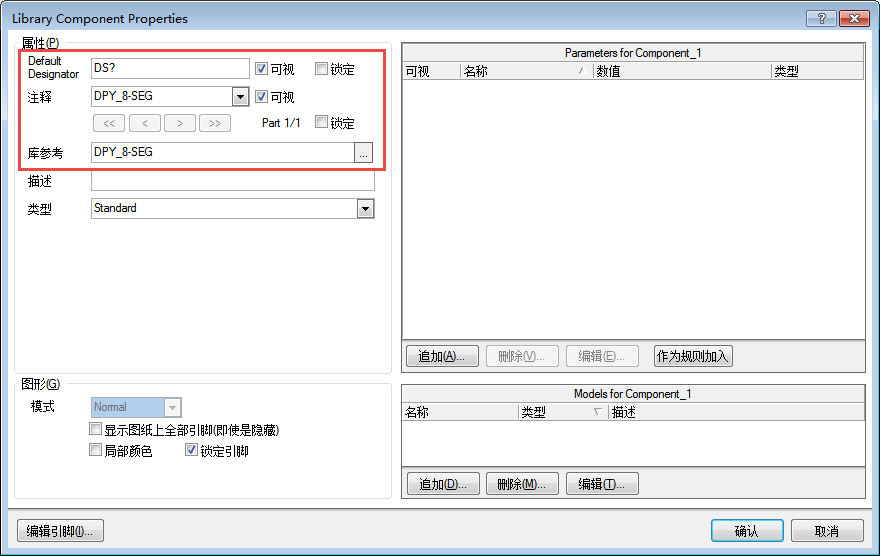 Library Component Properties
属性(P)
Default Designator DS? 可视 锁定
注释 DPY_8-SEG 可视
<< < > >> Part 1/1 锁定
库参考 DPY_8-SEG ...
描述
类型 Standard
图形(G)
模式 Normal
显示图纸上全部引脚(即使是隐藏)
局部颜色 锁定引脚
Parameters for Component_1
可视 名称 数值 类型
追加(A)... 删除(V)... 编辑(E)... 作为规则加入
Models for Component_1
名称 类型 描述
追加(D)... 删除(M)... 编辑(T)...
编辑引脚(I)... 确认 取消